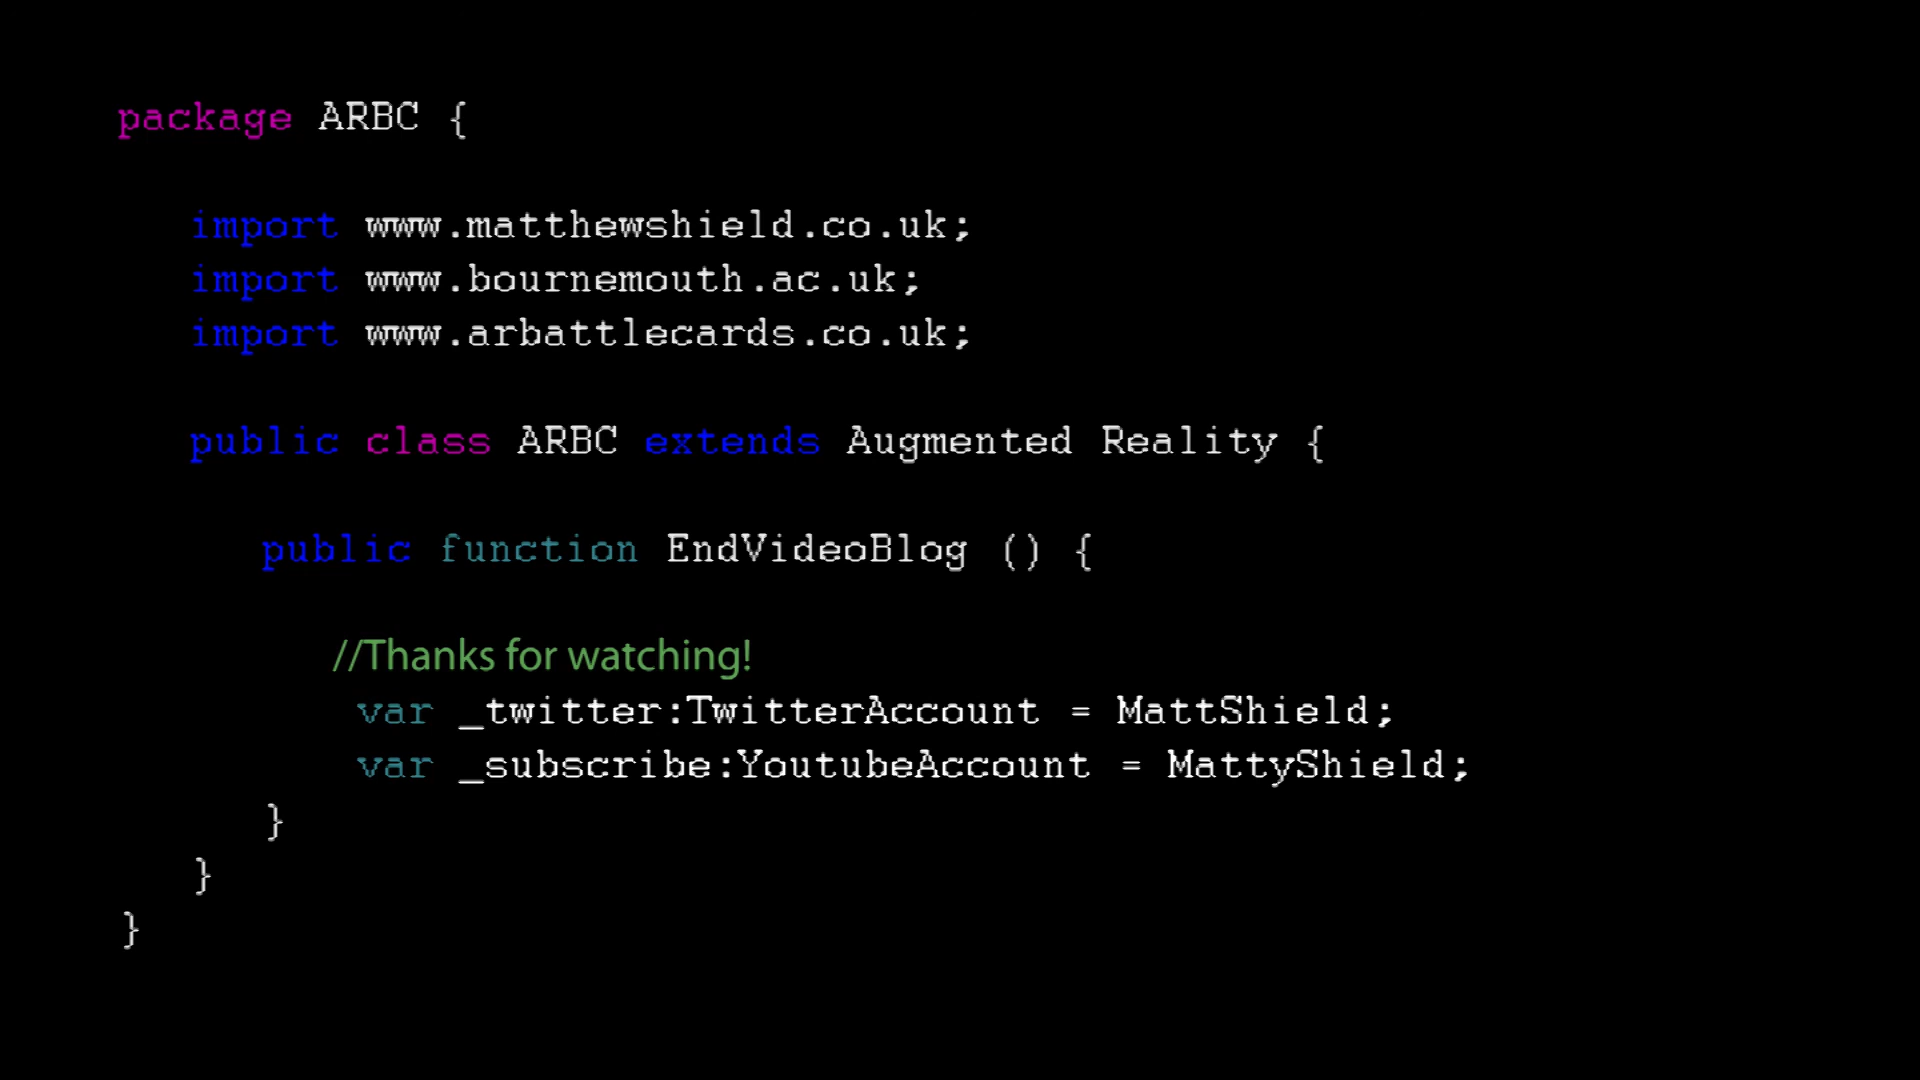 package ARBC {
import www.matthewshield.co.uk;
import www.bournemouth.ac.uk;
import www.arbattlecards.co.uk;
public class ARBC extends Augmented Reality {
public function EndVideoBlog () {
//Thanks for watching!
var _twitter:TwitterAccount = MattShield;
var _subscribe:YoutubeAccount = MattyShield;
}
}
}